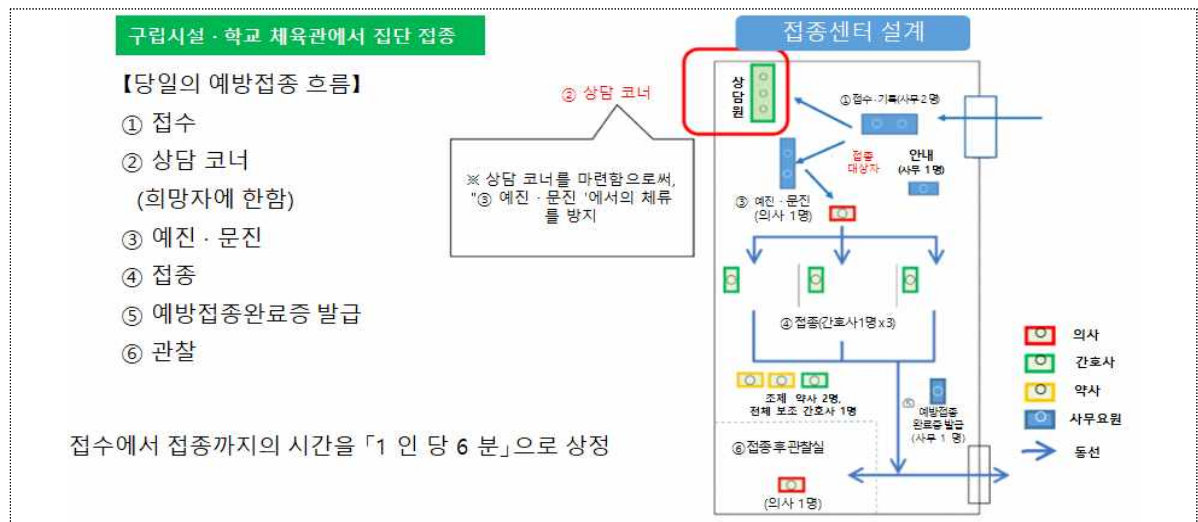 구립시설 · 학교 체육관에서 집단 접종
【당일의 예방접종 흐름】
① 접수
② 상담 코너
(희망자에 한함)
③ 예진 · 문진
④ 접종
⑤ 예방접종완료증 발급
⑥ 관찰
접수에서 접종까지의 시간을 「1 인 당 6 분」으로 상정
② 상담 코너
※ 상담 코너를 마련함으로써,
"③ 예진 · 문진 '에서의 체류
를 방지
접종센터 설계
상담원
①접수·기록(사무2명)
접종
대상자
안내
(사무 1명)
③ 예진 · 문진
(의사 1명)
④접종(간호사1명x3)
조제 약사 2명,
전체 보조 간호사 1명
⑤
예방접종
완료증발급
(사무 1 명)
⑥접종후관찰실
(의사 1명)
의사
간호사
약사
사무요원
동선